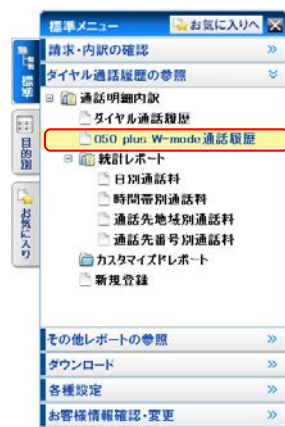 標準メニュー お気に入りへ
請求・内訳の確認
ダイヤル通話履歴の参照
通話明細内訳
ダイヤル通話履歴
050 plus W-mode通話履歴
統計レポート
日別通話料
時間帯別通話料
通話先地域別通話料
通話先番号別通話料
カスタマイズドレポート
新規登録
その他レポートの参照
ダウンロード
各種設定
お客様情報確認・変更
標準
目的別
お気に入り